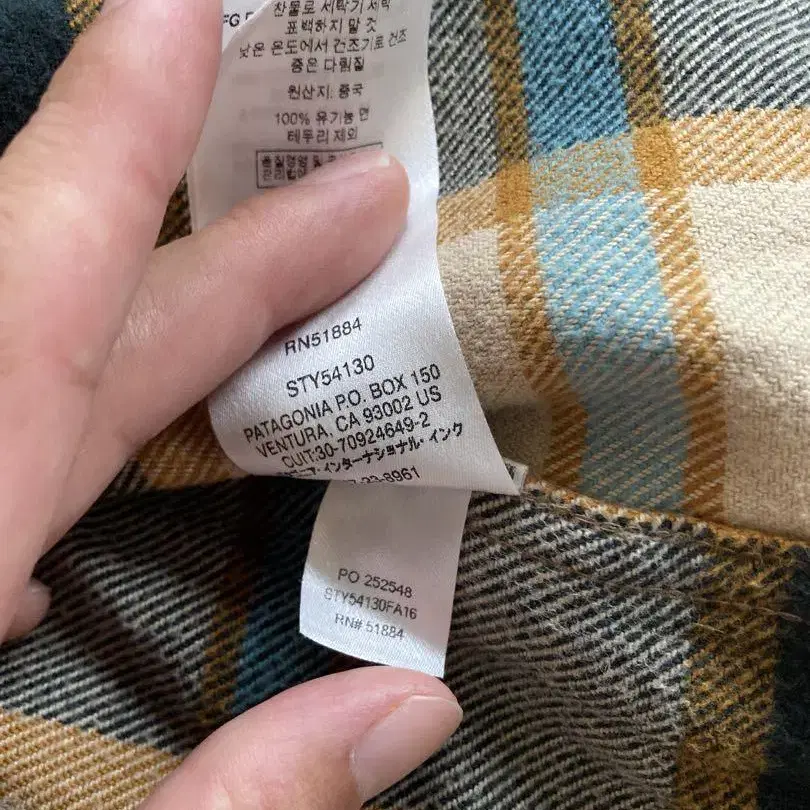 찬물로 세탁기 세탁
표백하지 말 것
낮은 온도에서 건조기로 건조
중은 다림질
원산지: 중국
100% 유기농 면
테두리 제외
RN51884
STY54130
PATAGONIA P.O. BOX 150
VENTURA, CA 93002 US
CUIT:30-70924649-2
インターナショナル・インク
-8961
PO 252548
STY54130FA16
RN# 51884